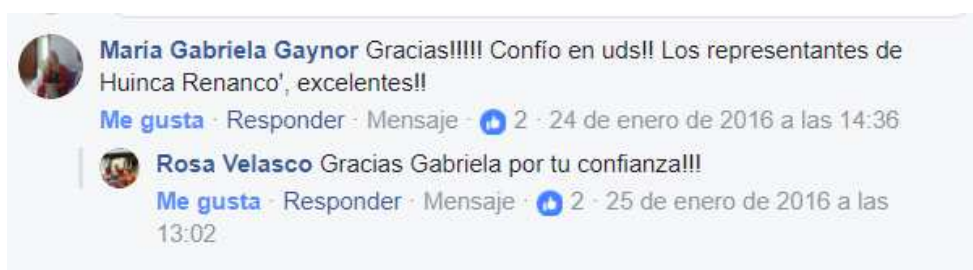 María Gabriela Gaynor Gracias!!!!! Confío en uds!! Los representantes de
Huinca Renanco', excelentes!!
Me gusta · Responder · Mensaje · 2 · 24 de enero de 2016 a las 14:36
Rosa Velasco Gracias Gabriela por tu confianza!!!
Me gusta · Responder · Mensaje · 2 · 25 de enero de 2016 a las
13:02